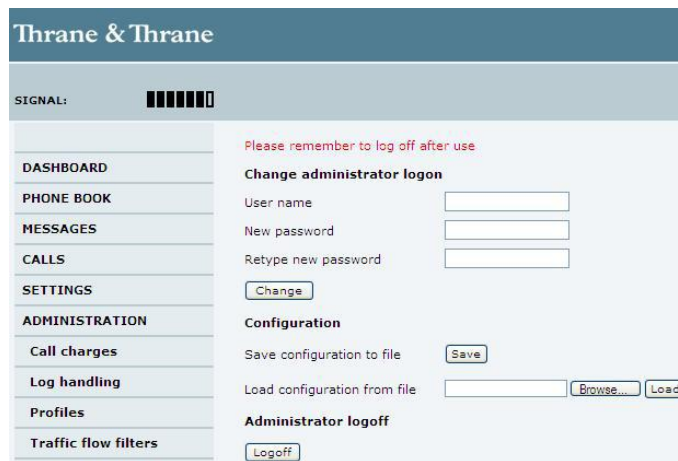 Thrane & Thrane
SIGNAL:
DASHBOARD
PHONE BOOK
MESSAGES
CALLS
SETTINGS
ADMINISTRATION
Call charges
Log handling
Profiles
Traffic flow filters
Please remember to log off after use
Change administrator logon
User name
New password
Retype new password
Change
Configuration
Save configuration to file Save
Load configuration from file Browse... Load
Administrator logoff
Logoff